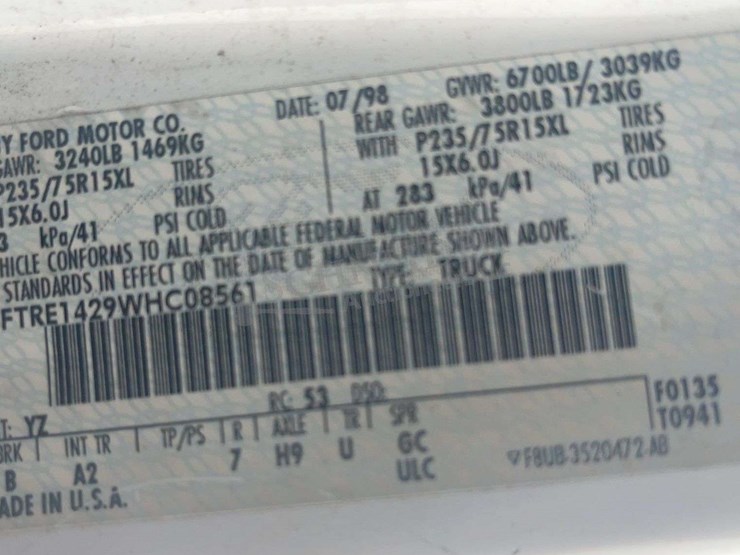 Y FORD MOTOR CO. DATE: 07/98 GVWR: 6700LB/ 3039KG
GAWR: 3240LB 1469KG REAR GAWR: 3800LB 1723KG
P235/75R15XL TIRES WITH P235/75R15XL TIRES
15X6.0J RIMS 15X6.0J RIMS
3 kPa/41 PSI COLD AT 283 kPa/41 PSI COLD
HICLE CONFORMS TO ALL APPLICABLE FEDERAL MOTOR VEHICLE
STANDARDS IN EFFECT ON THE DATE OF MANUFACTURE SHOWN ABOVE.
FTRE1429WHC08561 TYPE: TRUCK
F0135
T: YZ RC: 53 DSO: T0941
BRK INT TR TP/PS R AXLE TR SPR
B A2 7 H9 U GC
ULC F8UB-3520472-AB
ADE IN U.S.A.